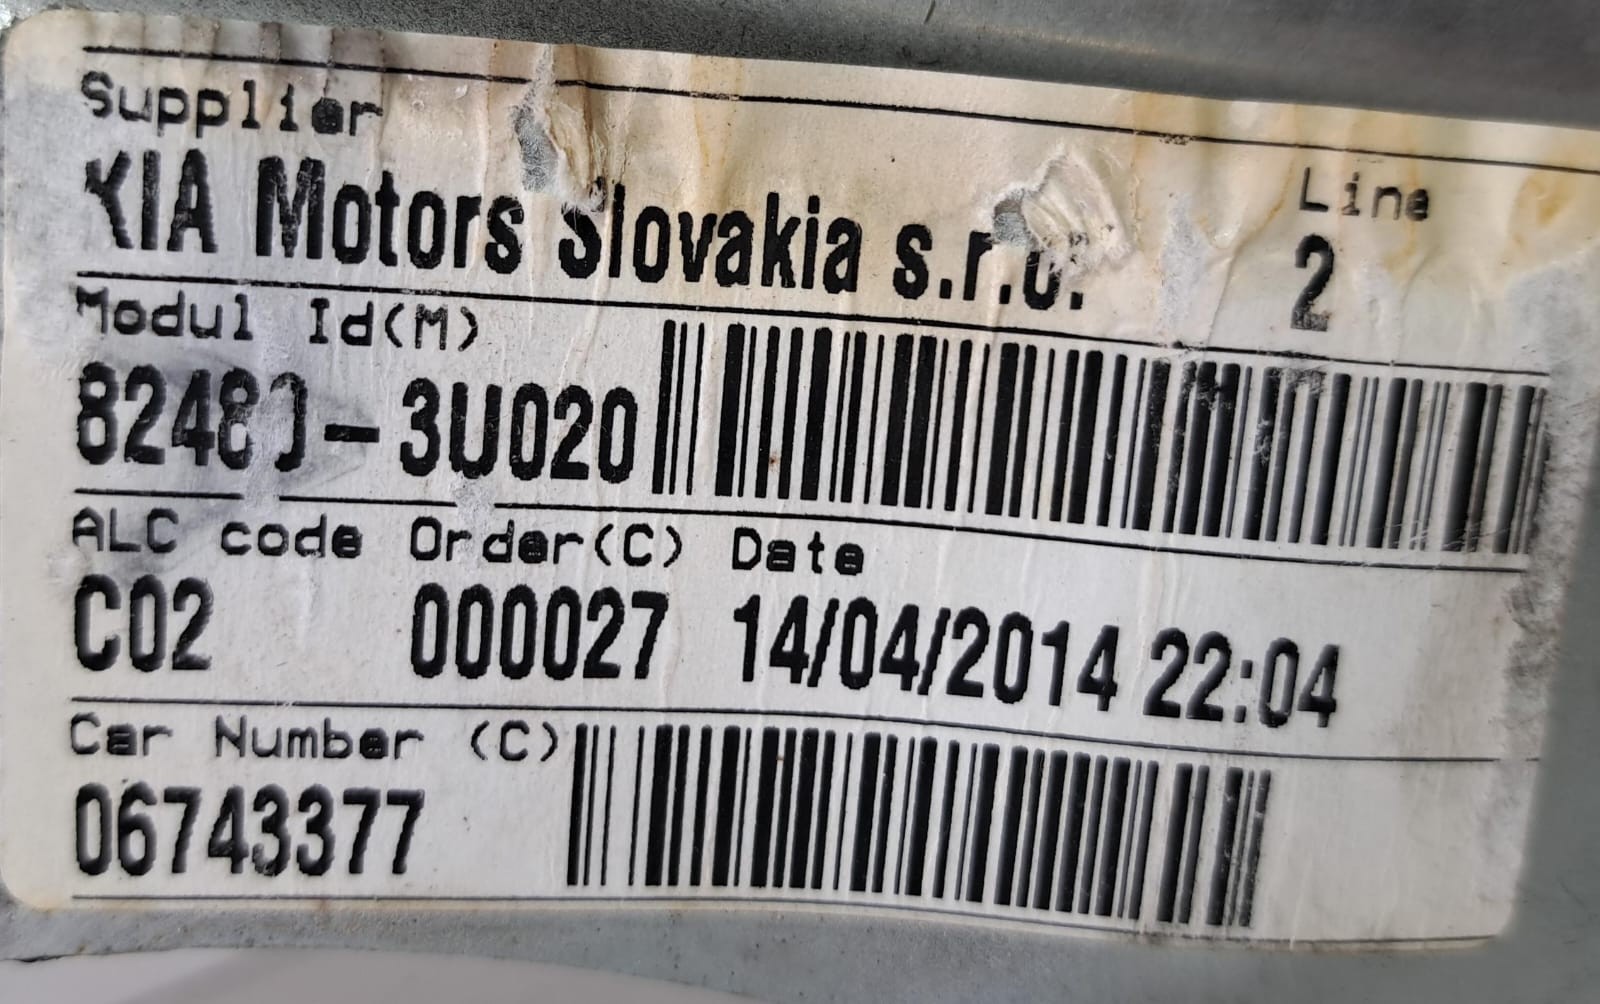 Supplier
KIA Motors Slovakia s.r.o.
Line
2
Modul Id(M)
82480-3U020
ALC code Order(C) Date
C02 000027 14/04/2014 22:04
Car Number (C)
06743377